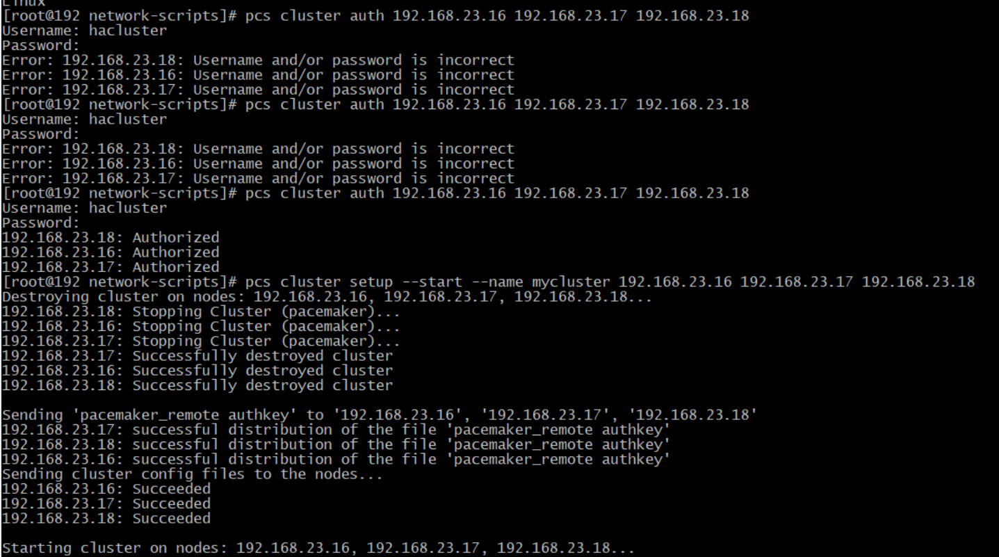 Linux
[root@192 network-scripts]# pcs cluster auth 192.168.23.16 192.168.23.17 192.168.23.18
Username: hacluster
Password:
Error: 192.168.23.18: Username and/or password is incorrect
Error: 192.168.23.16: Username and/or password is incorrect
Error: 192.168.23.17: Username and/or password is incorrect
[root@192 network-scripts]# pcs cluster auth 192.168.23.16 192.168.23.17 192.168.23.18
Username: hacluster
Password:
Error: 192.168.23.18: Username and/or password is incorrect
Error: 192.168.23.16: Username and/or password is incorrect
Error: 192.168.23.17: Username and/or password is incorrect
[root@192 network-scripts]# pcs cluster auth 192.168.23.16 192.168.23.17 192.168.23.18
Username: hacluster
Password:
192.168.23.18: Authorized
192.168.23.16: Authorized
192.168.23.17: Authorized
[root@192 network-scripts]# pcs cluster setup --start --name mycluster 192.168.23.16 192.168.23.17 192.168.23.18
Destroying cluster on nodes: 192.168.23.16, 192.168.23.17, 192.168.23.18...
192.168.23.18: Stopping Cluster (pacemaker)...
192.168.23.16: Stopping Cluster (pacemaker)...
192.168.23.17: Stopping Cluster (pacemaker)...
192.168.23.17: Successfully destroyed cluster
192.168.23.16: Successfully destroyed cluster
192.168.23.18: Successfully destroyed cluster
Sending 'pacemaker_remote authkey' to '192.168.23.16', '192.168.23.17', '192.168.23.18'
192.168.23.17: successful distribution of the file 'pacemaker_remote authkey'
192.168.23.18: successful distribution of the file 'pacemaker_remote authkey'
192.168.23.16: successful distribution of the file 'pacemaker_remote authkey'
Sending cluster config files to the nodes...
192.168.23.16: Succeeded
192.168.23.17: Succeeded
192.168.23.18: Succeeded
Starting cluster on nodes: 192.168.23.16, 192.168.23.17, 192.168.23.18...